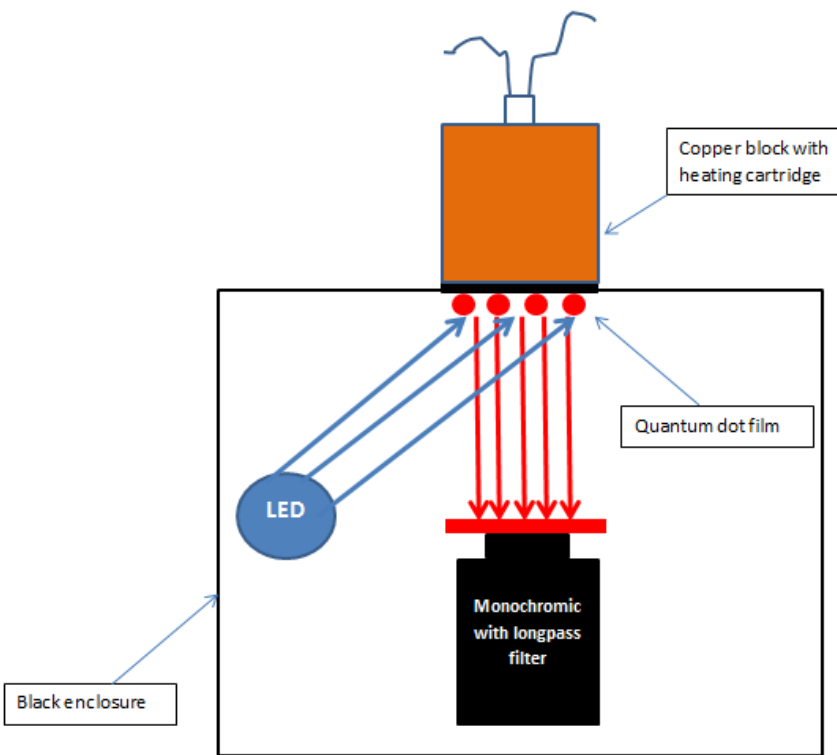 Copper block with
heating cartridge
Quantum dot film
LED
Monochromic
with longpass
filter
Black enclosure